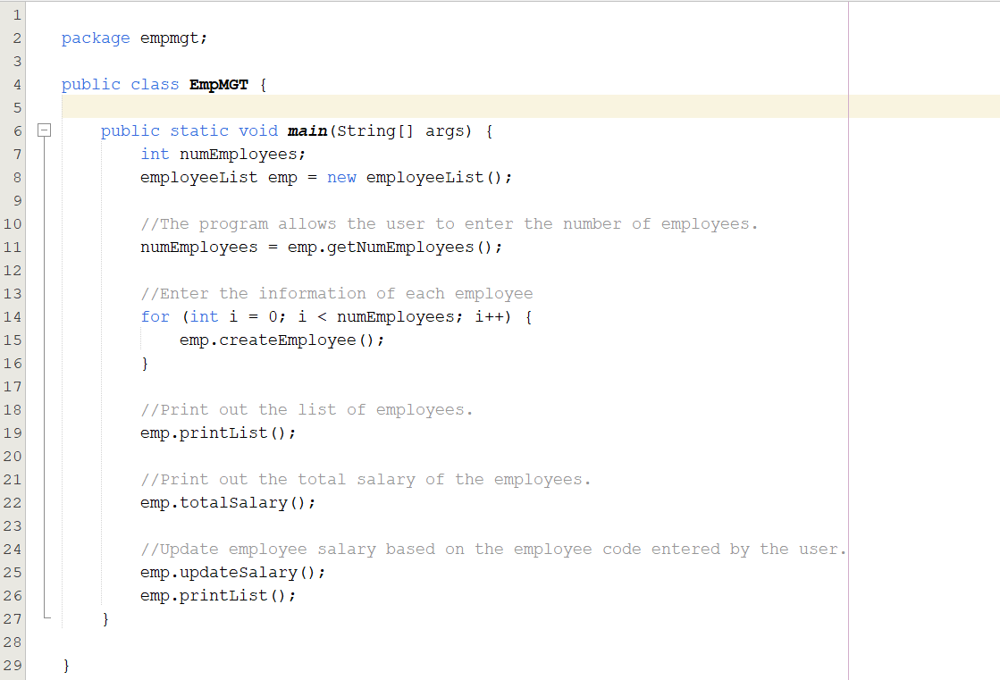 1
2 package empmgt;
3
4 public class EmpMGT {
5
6 public static void main(String[] args) {
7 int numEmployees;
8 employeeList emp = new employeeList();
9
10 //The program allows the user to enter the number of employees.
11 numEmployees = emp.getNumEmployees();
12
13 //Enter the information of each employee
14 for (int i = 0; i < numEmployees; i++) {
15 emp.createEmployee();
16 }
17
18 //Print out the list of employees.
19 emp.printList();
20
21 //Print out the total salary of the employees.
22 emp.totalSalary();
23
24 //Update employee salary based on the employee code entered by the user.
25 emp.updateSalary();
26 emp.printList();
27 }
28
29 }